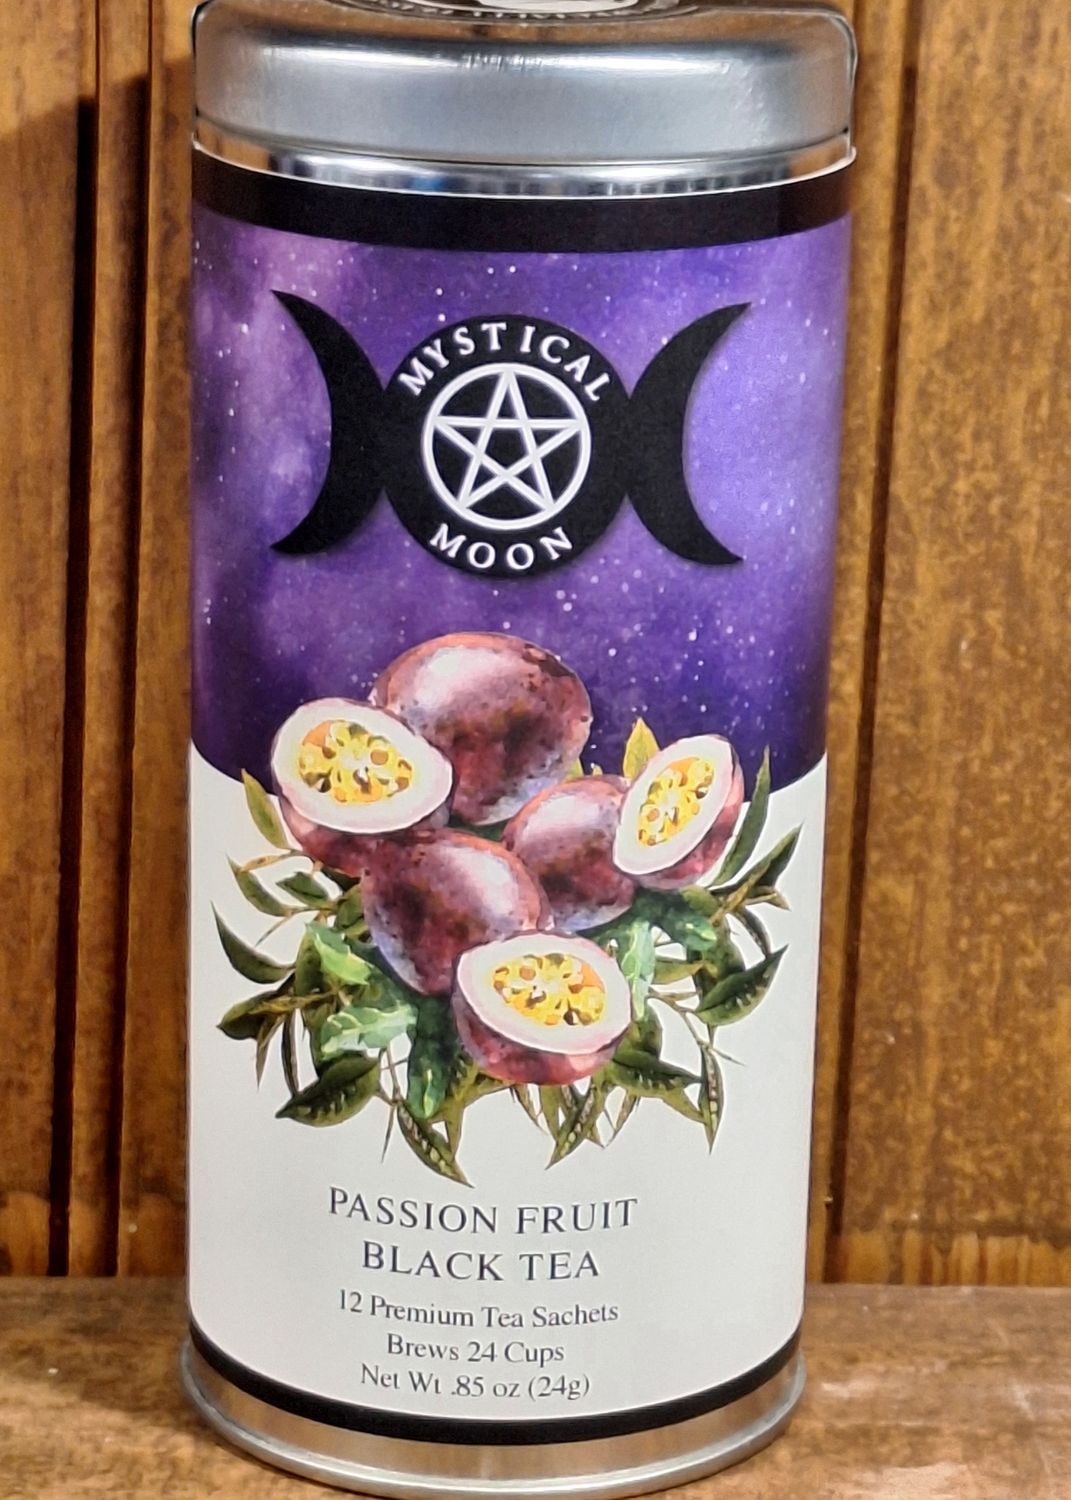 MYSTICAL
MOON
PASSION FRUIT
BLACK TEA
12 Premium Tea Sachets
Brews 24 Cups
Net Wt .85 oz (24g)